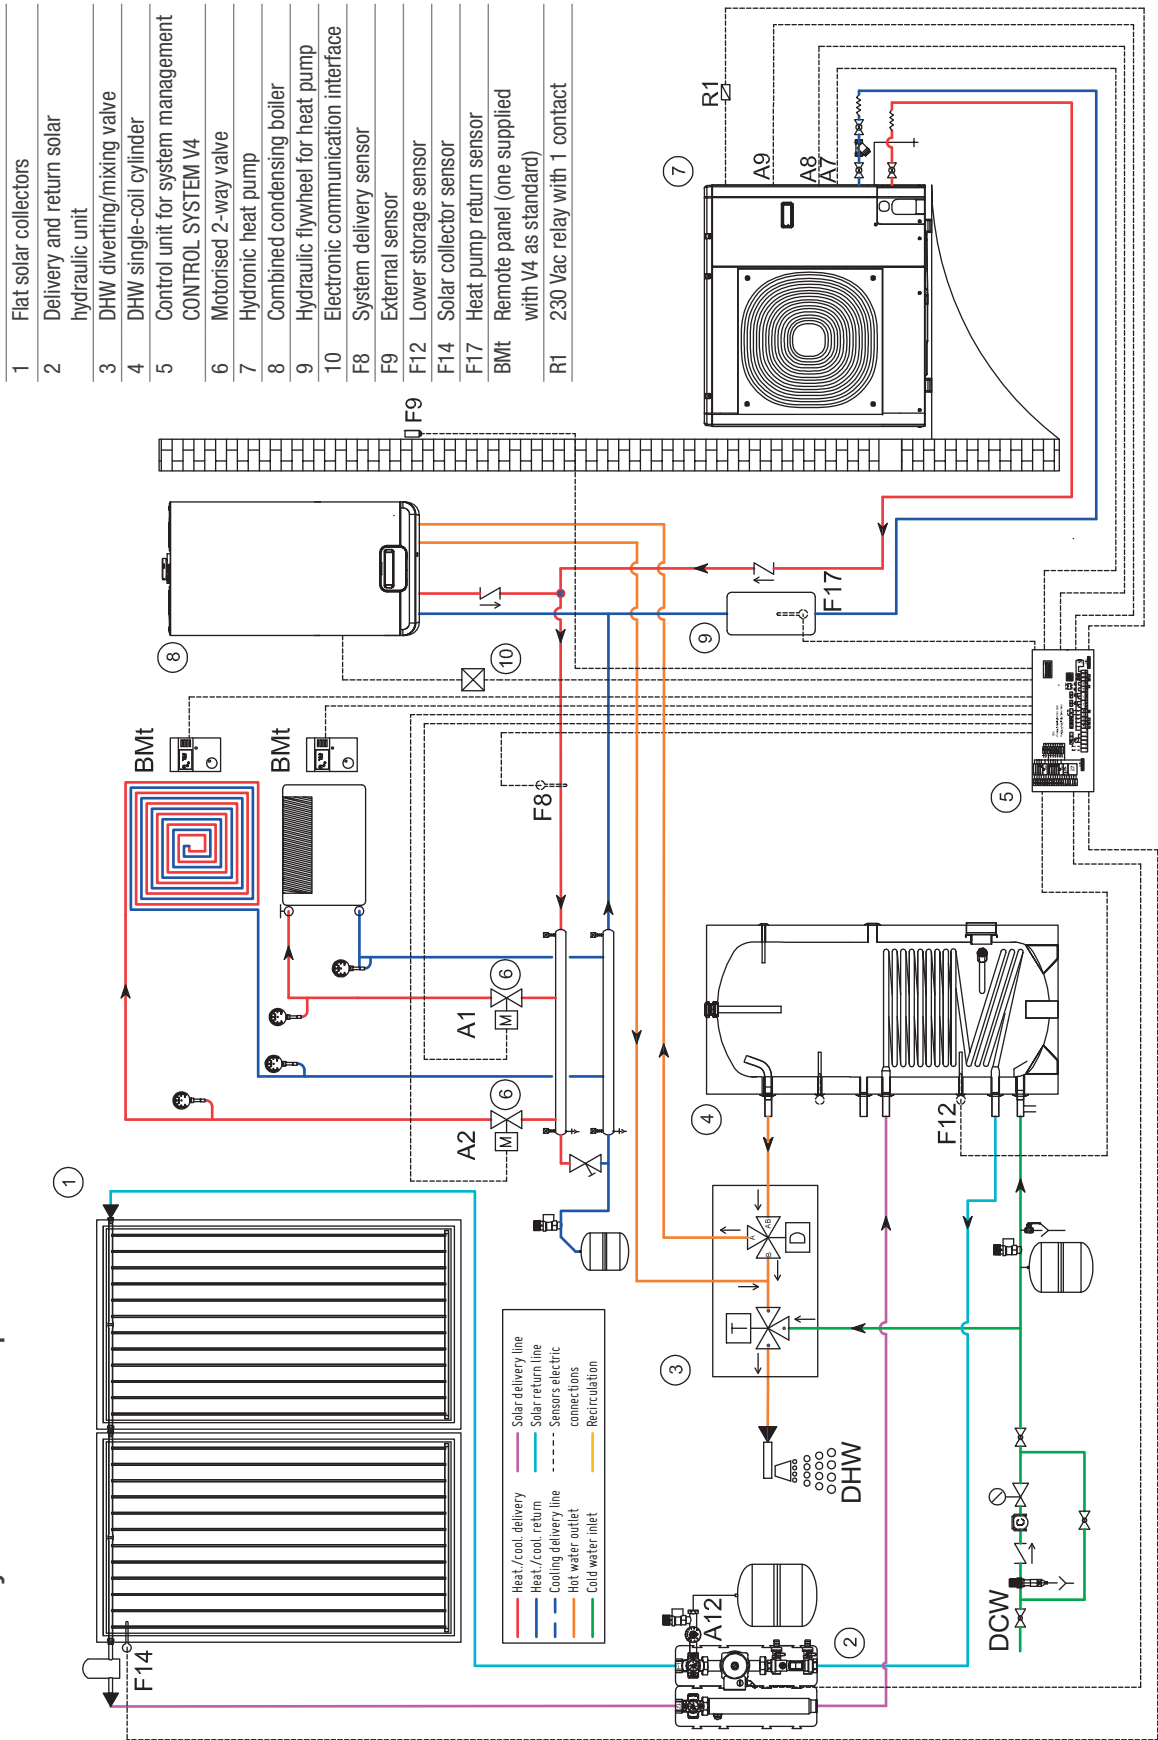 1 Flat solar collectors
2 Delivery and return solar
hydraulic unit
3 DHW diverting/mixing valve
4 DHW single-coil cylinder
5 Control unit for system management
CONTROL SYSTEM V4
6 Motorised 2-way valve
7 Hydronic heat pump
8 Combined condensing boiler
9 Hydraulic flywheel for heat pump
10 Electronic communication interface
F8 System delivery sensor
F9 External sensor
F12 Lower storage sensor
F14 Solar collector sensor
F17 Heat pump return sensor
BMt Remote panel (one supplied
with V4 as standard)
R1 230 Vac relay with 1 contact
1
F14
A2
M
6
A1
M
6
BMt
BMt
8
10
F8
F9
7
R1
A9
A8
A7
9
F17
5
Heat./cool. delivery
Heat./cool. return
Cooling delivery line
Hot water outlet
Cold water inlet
Solar delivery line
Solar return line
Sensors electric
connections
Recirculation
A12
2
3
T
D
A
AB
B
DHW
4
F12
DCW
C